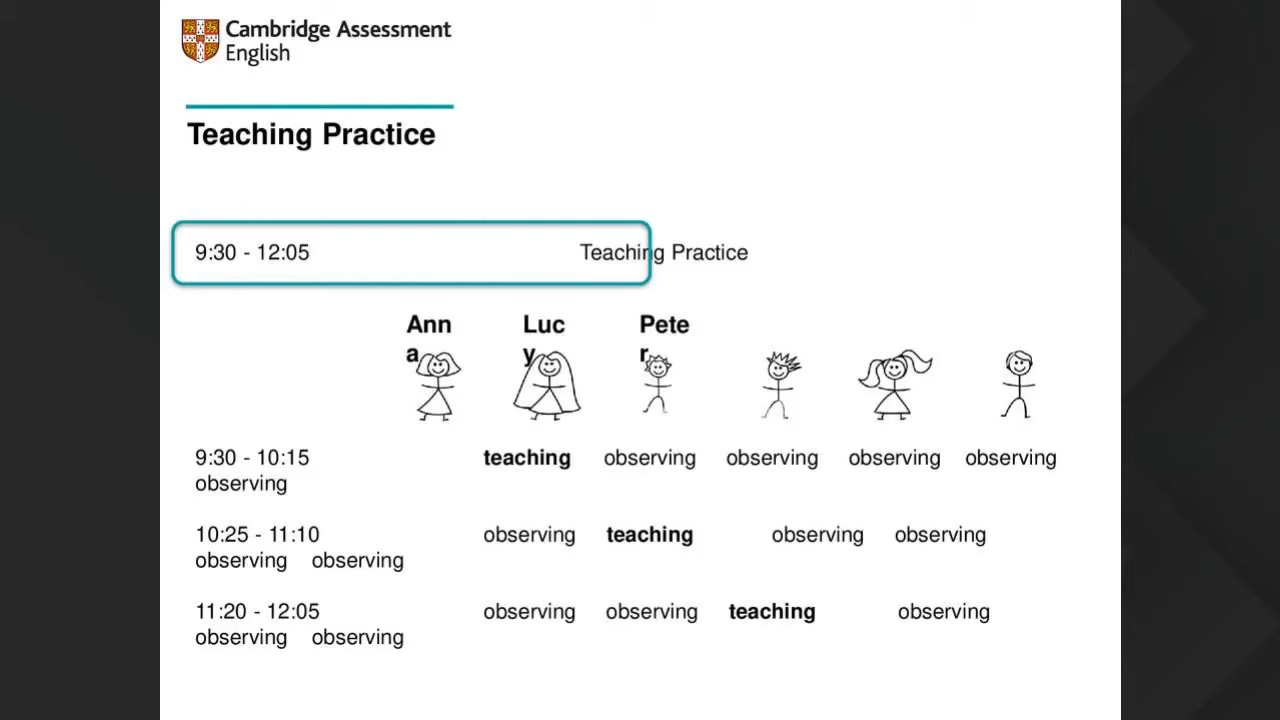 Cambridge Assessment
English
Teaching Practice
9:30 - 12:05 Teaching Practice
Ann Luc Pete
a y r
9:30 - 10:15 teaching observing observing observing observing
observing
10:25 - 11:10 observing teaching observing observing
observing observing
11:20 - 12:05 observing observing teaching observing
observing observing